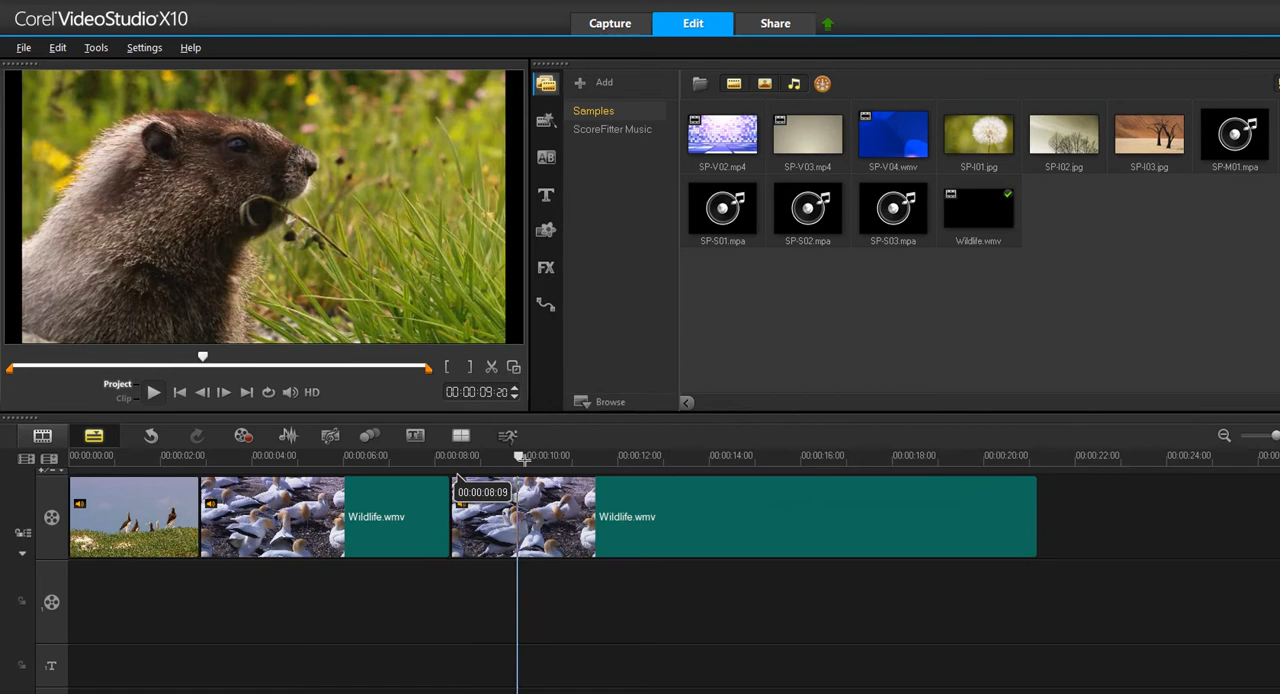 Corel® VideoStudio® X10
Capture
Edit
Share
File
Edit
Tools
Settings
Help
Add
Samples
ScoreFitter Music
SP-V02.mp4
SP-V03.mp4
SP-V04.wmv
SP-I01.jpg
SP-I02.jpg
SP-I03.jpg
SP-M01.mpa
SP-S01.mpa
SP-S02.mpa
SP-S03.mpa
Wildlife.wmv
Project
Clip
HD
00:00:09:20
Browse
AB
T
FX
00:00:00:00
00:00:02:00
00:00:04:00
00:00:06:00
00:00:08:00
00:00:10:00
00:00:12:00
00:00:14:00
00:00:16:00
00:00:18:00
00:00:20:00
00:00:22:00
00:00:24:00
00:00:08:09
Wildlife.wmv
Wildlife.wmv
1
1T